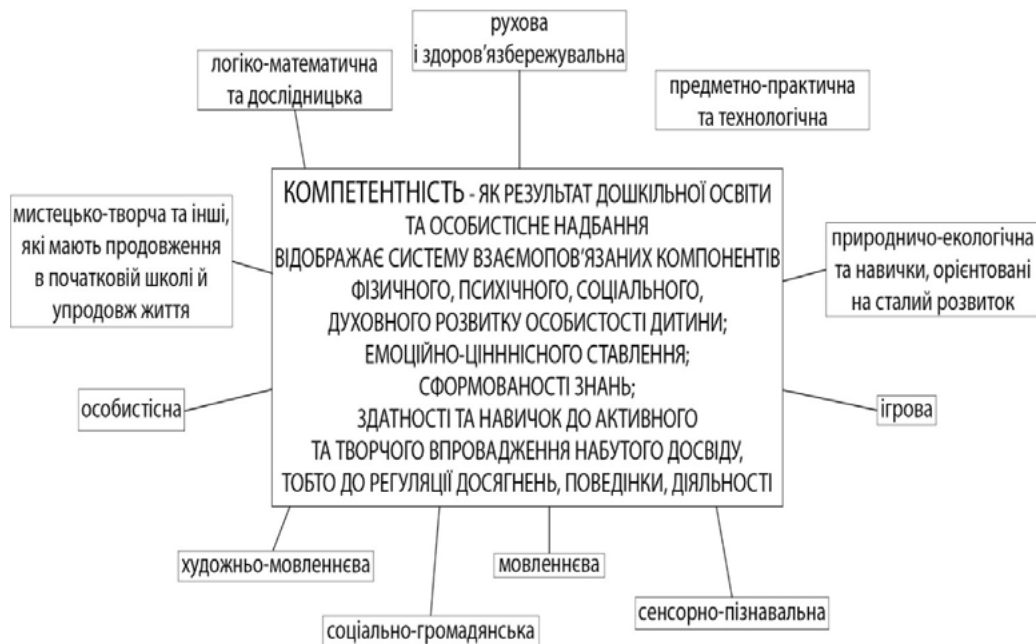 рухова
і здоров'язбережувальна
логіко-математична
та дослідницька
предметно-практична
та технологічна
КОМПЕТЕНТНІСТЬ - ЯК РЕЗУЛЬТАТ ДОШКІЛЬНОЇ ОСВІТИ
ТА ОСОБИСТІСНЕ НАДБАННЯ
ВІДОБРАЖАЄ СИСТЕМУ ВЗАЄМОПОВ'ЯЗАНИХ КОМПОНЕНТІВ
ФІЗИЧНОГО, ПСИХІЧНОГО, СОЦІАЛЬНОГО,
ДУХОВНОГО РОЗВИТКУ ОСОБИСТОСТІ ДИТИНИ;
ЕМОЦІЙНО-ЦІНННІСНОГО СТАВЛЕННЯ;
СФОРМОВАНОСТІ ЗНАНЬ;
ЗДАТНОСТІ ТА НАВИЧОК ДО АКТИВНОГО
ТА ТВОРЧОГО ВПРОВАДЖЕННЯ НАБУТОГО ДОСВІДУ,
ТОБТО ДО РЕГУЛЯЦІЇ ДОСЯГНЕНЬ, ПОВЕДІНКИ, ДІЯЛЬНОСТІ
мистецько-творча та інші,
які мають продовження
в початковій школі й
упродовж життя
природничо-екологічна
та навички, орієнтовані
на сталий розвиток
особистісна
ігрова
художньо-мовленнєва
мовленнєва
соціально-громадянська
сенсорно-пізнавальна